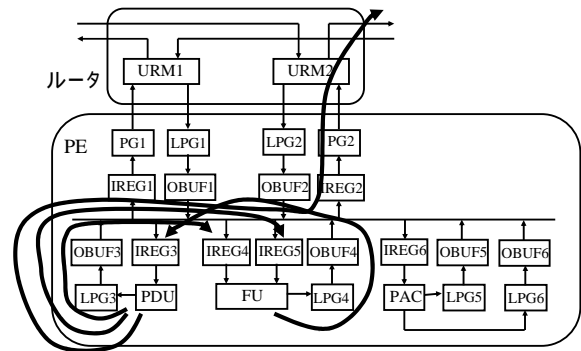 URM1 URM2
ルータ
PE
PG1 LPG1 LPG2 PG2
IREG1 OBUF1 OBUF2 IREG2
OBUF3 IREG3 IREG4 IREG5 OBUF4 IREG6 OBUF5 OBUF6
LPG3 PDU FU LPG4 PAC LPG5 LPG6